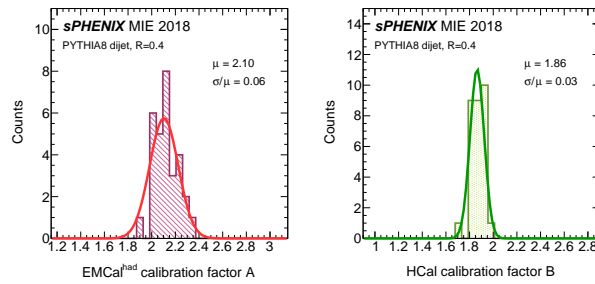 sPHENIX MIE 2018
PYTHIA8 dijet, R=0.4
μ = 2.10
σ/μ = 0.06
Counts
10
8
6
4
2
0
1.2 1.4 1.6 1.8 2 2.2 2.4 2.6 2.8 3
EMCal^had calibration factor A
sPHENIX MIE 2018
PYTHIA8 dijet, R=0.4
μ = 1.86
σ/μ = 0.03
Counts
14
12
10
8
6
4
2
0
1 1.2 1.4 1.6 1.8 2 2.2 2.4 2.6 2.8
HCal calibration factor B